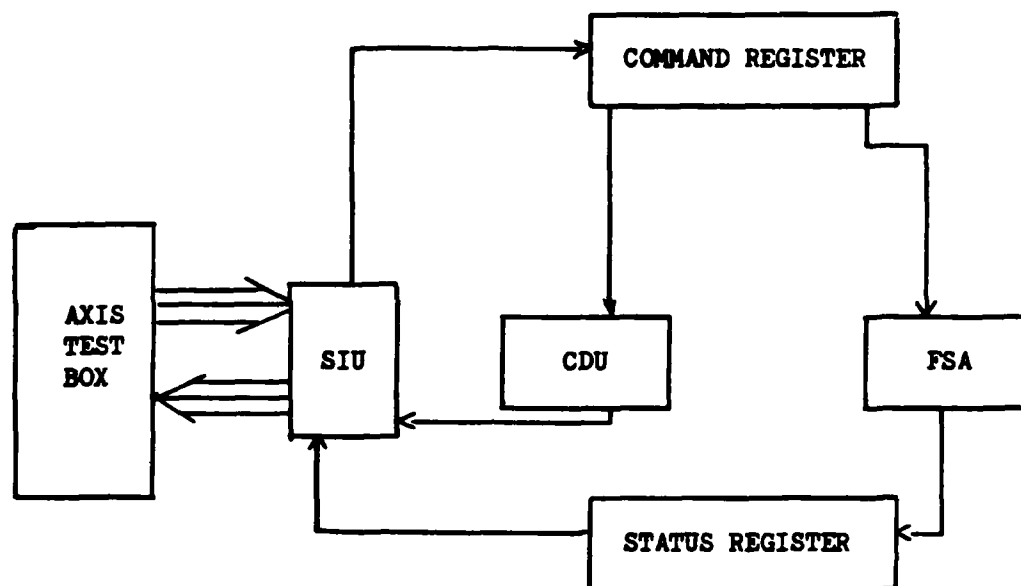 COMMAND REGISTER
AXIS
TEST
BOX
SIU
CDU
FSA
STATUS REGISTER